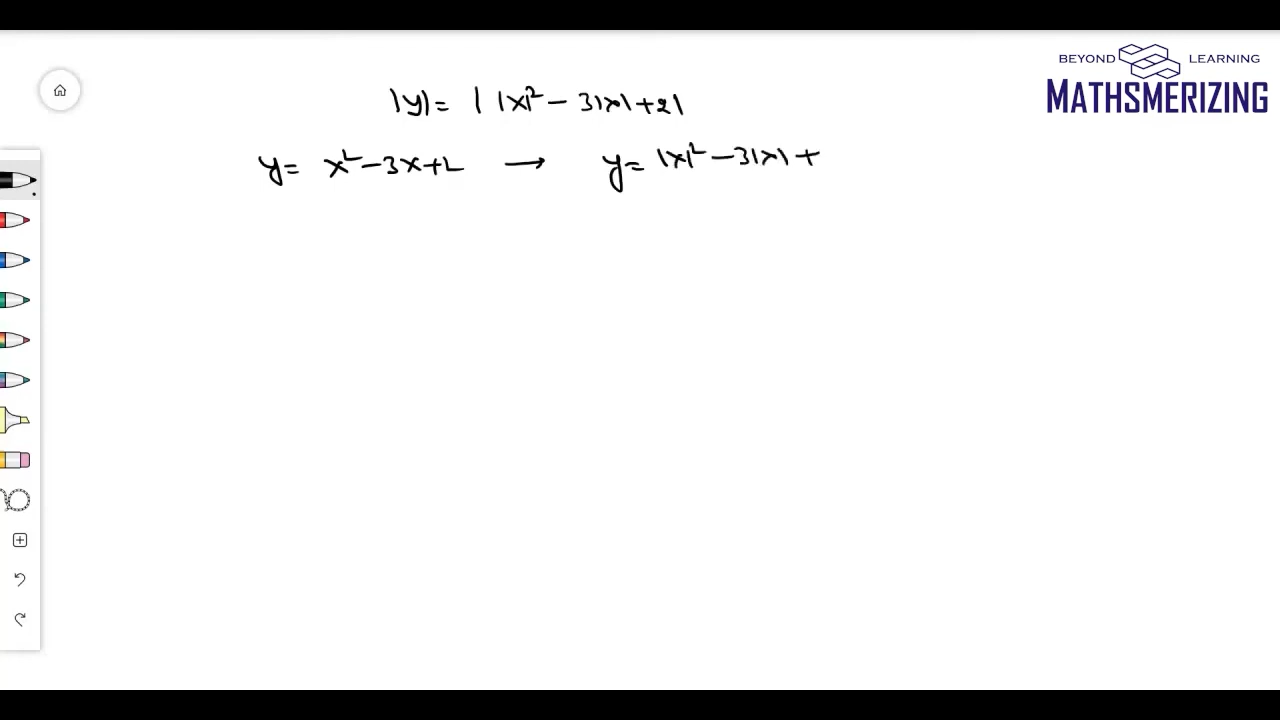 BEYOND LEARNING
MATHSMERIZING
|y| = | |x|² - 3|x| + 2|
y = x² - 3x + 2 → y = |x|² - 3|x| +